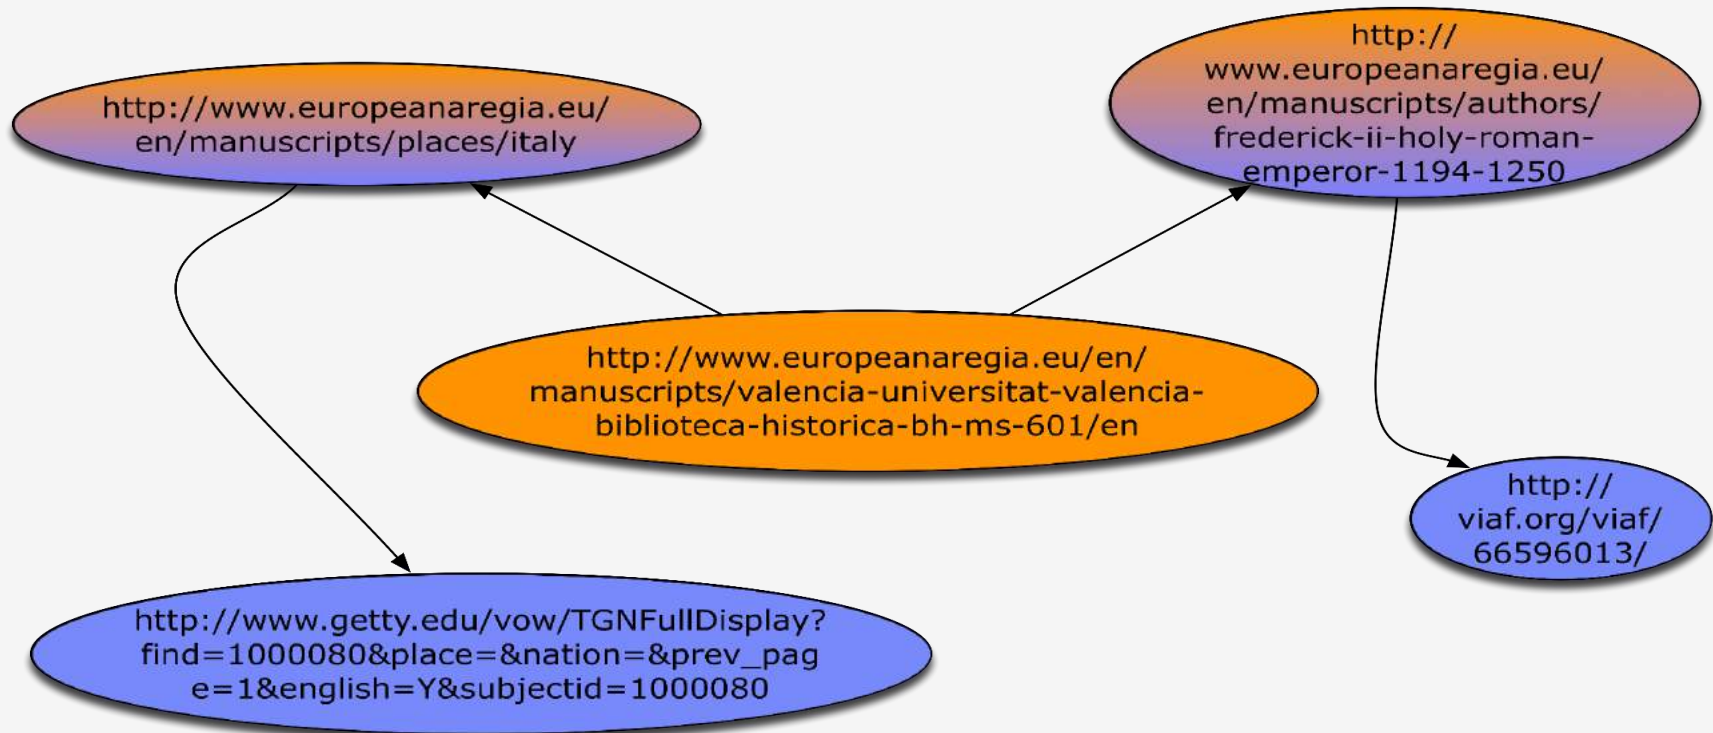 http://www.europeanaregia.eu/
en/manuscripts/places/italy
http://
www.europeanaregia.eu/
en/manuscripts/authors/
frederick-ii-holy-roman-
emperor-1194-1250
http://www.europeanaregia.eu/en/
manuscripts/valencia-universitat-valencia-
biblioteca-historica-bh-ms-601/en
http://
viaf.org/viaf/
66596013/
http://www.getty.edu/vow/TGNFullDisplay?
find=1000080&place=&nation=&prev_pag
e=1&english=Y&subjectid=1000080